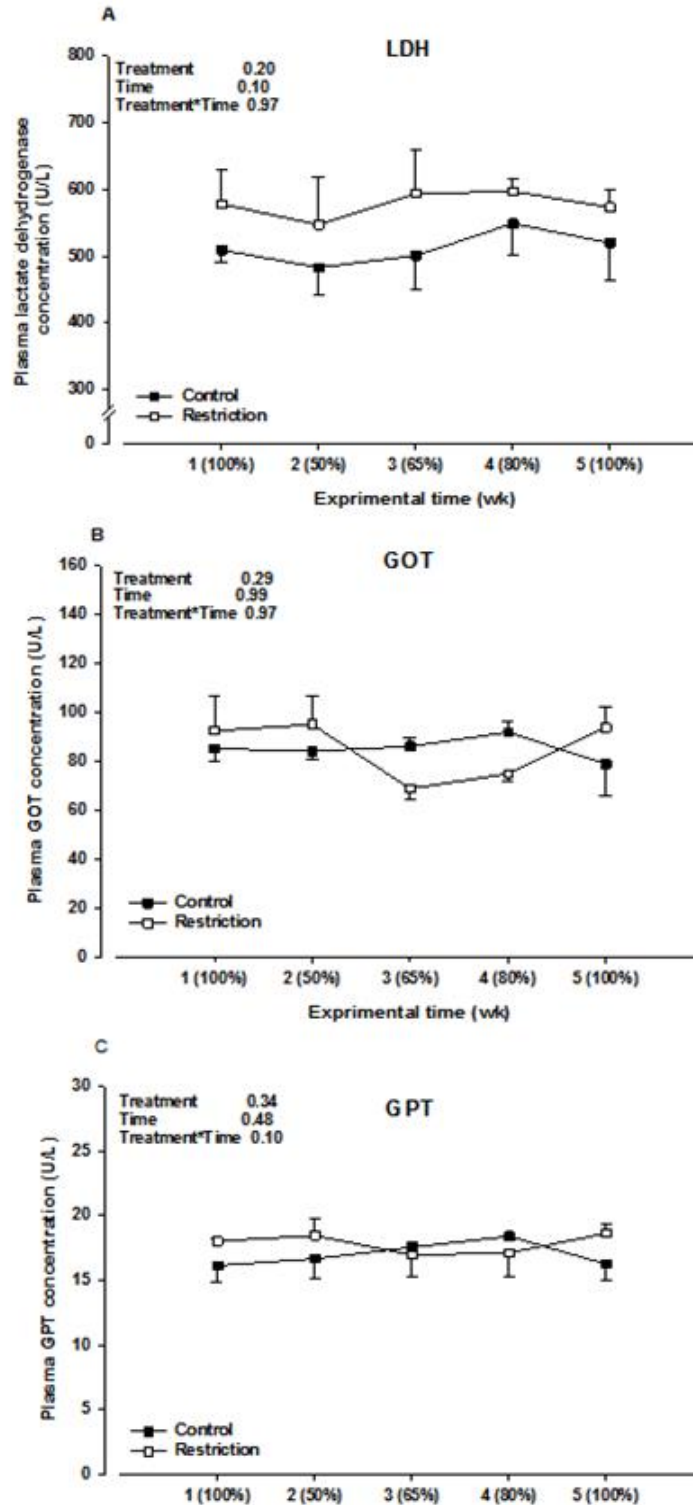 A
LDH
Treatment 0.20
Time 0.10
Treatment*Time 0.97
Plasma lactate dehydrogenase
concentration (U/L)
800
700
600
500
400
300
0
Control
Restriction
1 (100%) 2 (50%) 3 (65%) 4 (80%) 5 (100%)
Exprimental time (wk)
B
GOT
Treatment 0.29
Time 0.99
Treatment*Time 0.97
Plasma GOT concentration (U/L)
160
140
120
100
80
60
40
20
0
Control
Restriction
1 (100%) 2 (50%) 3 (65%) 4 (80%) 5 (100%)
Exprimental time (wk)
C
GPT
Treatment 0.34
Time 0.48
Treatment*Time 0.10
Plasma GPT concentration (U/L)
30
25
20
15
10
5
0
Control
Restriction
1 (100%) 2 (50%) 3 (65%) 4 (80%) 5 (100%)